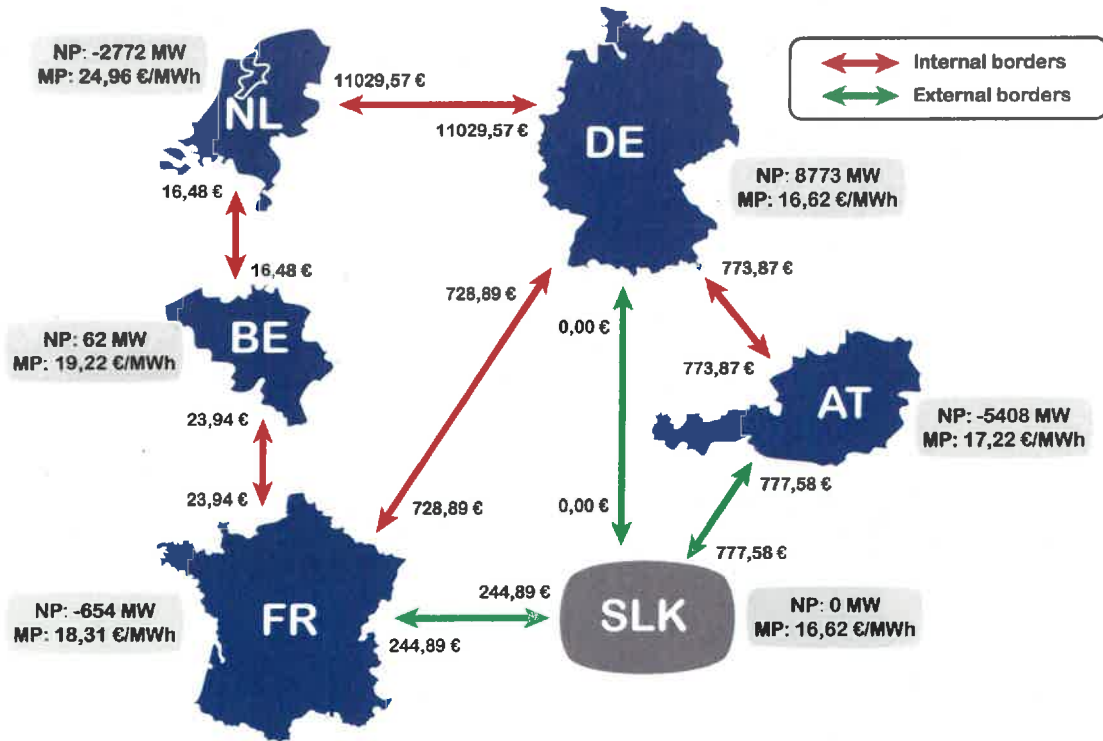 NP: -2772 MW
MP: 24,96 €/MWh
NL
11029,57 €
11029,57 €
DE
Internal borders
External borders
NP: 8773 MW
MP: 16,62 €/MWh
16,48 €
16,48 €
728,89 €
0,00 €
773,87 €
773,87 €
NP: 62 MW
MP: 19,22 €/MWh
BE
AT
NP: -5408 MW
MP: 17,22 €/MWh
23,94 €
23,94 €
728,89 €
0,00 €
777,58 €
777,58 €
NP: -654 MW
MP: 18,31 €/MWh
FR
244,89 €
244,89 €
SLK
NP: 0 MW
MP: 16,62 €/MWh